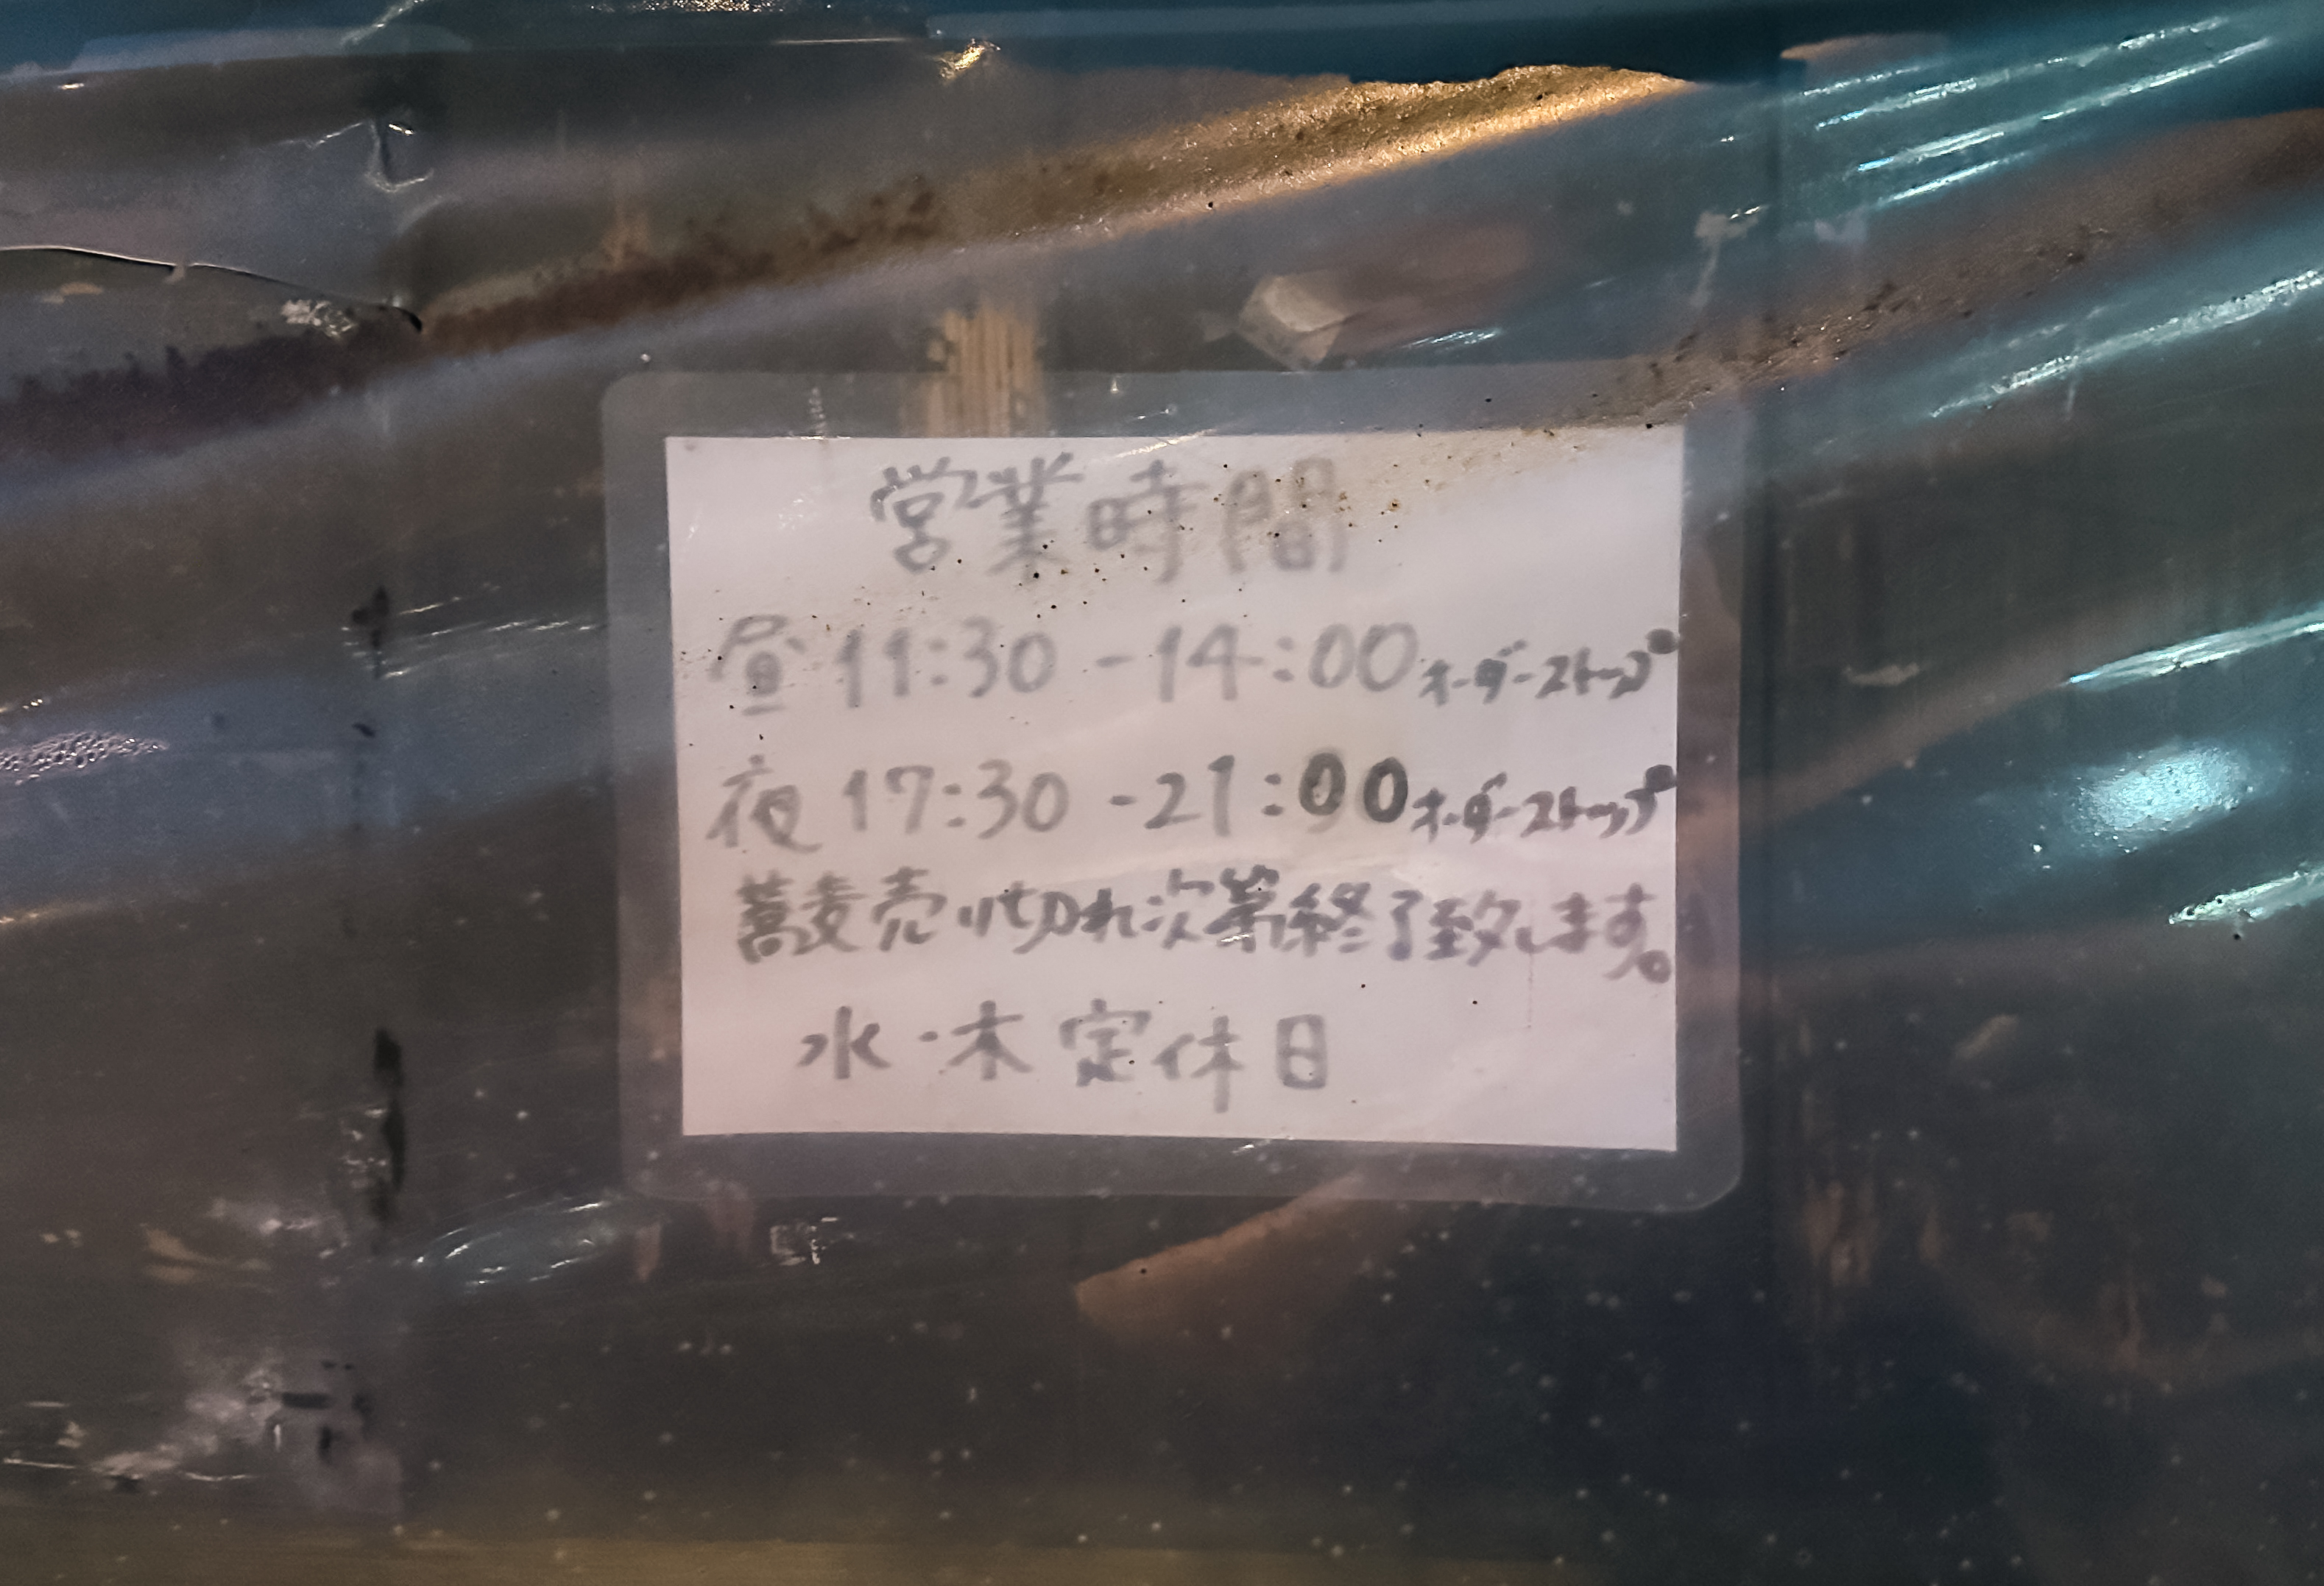 営業時間
昼 11:30 -14:00 オーダーストップ
夜 17:30 -21:00 オーダーストップ
蕎麦売り切れ次第終了致します。
水・木定休日